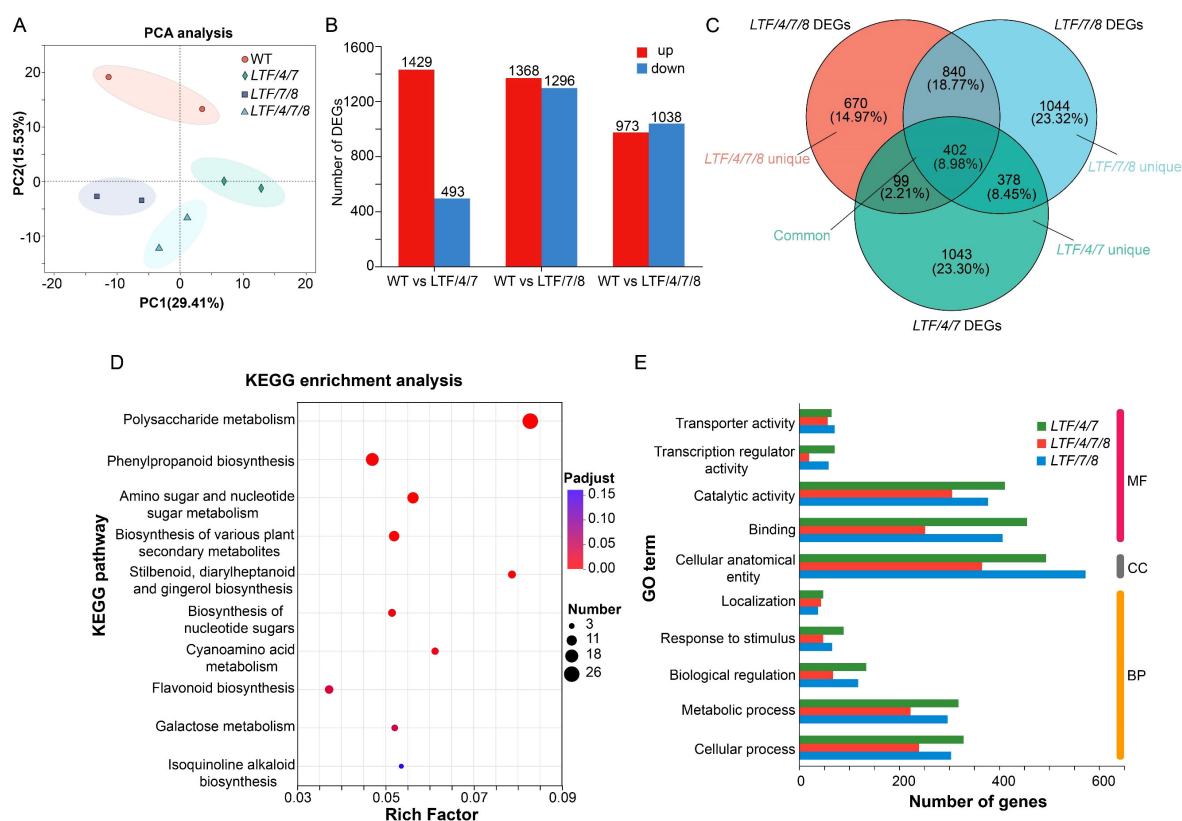 A
PCA analysis
WT
LTF/4/7
LTF/7/8
LTF/4/7/8
PC2(15.53%)
20
10
0
-10
-20
-10
0
10
20
PC1(29.41%)
B
1600
1200
800
400
0
Number of DEGs
up
down
1429
493
1368
1296
973
1038
WT vs LTF/4/7
WT vs LTF/7/8
WT vs LTF/4/7/8
C
LTF/4/7/8 DEGs
LTF/7/8 DEGs
840
(18.77%)
670
(14.97%)
1044
(23.32%)
402
(8.98%)
LTF/4/7/8 unique
LTF/7/8 unique
99
(2.21%)
378
(8.45%)
Common
LTF/4/7 unique
1043
(23.30%)
LTF/4/7 DEGs
D
KEGG enrichment analysis
KEGG pathway
Polysaccharide metabolism
Phenylpropanoid biosynthesis
Amino sugar and nucleotide
sugar metabolism
Biosynthesis of various plant
secondary metabolites
Stilbenoid, diarylheptanoid
and gingerol biosynthesis
Biosynthesis of
nucleotide sugars
Cyanoamino acid
metabolism
Flavonoid biosynthesis
Galactose metabolism
Isoquinoline alkaloid
biosynthesis
0.03
0.05
0.07
0.09
Rich Factor
Padjust
0.15
0.10
0.05
0.00
Number
3
11
18
26
E
GO term
Transporter activity
Transcription regulator
activity
Catalytic activity
Binding
Cellular anatomical
entity
Localization
Response to stimulus
Biological regulation
Metabolic process
Cellular process
LTF/4/7
LTF/4/7/8
LTF/7/8
MF
CC
BP
0
200
400
600
Number of genes